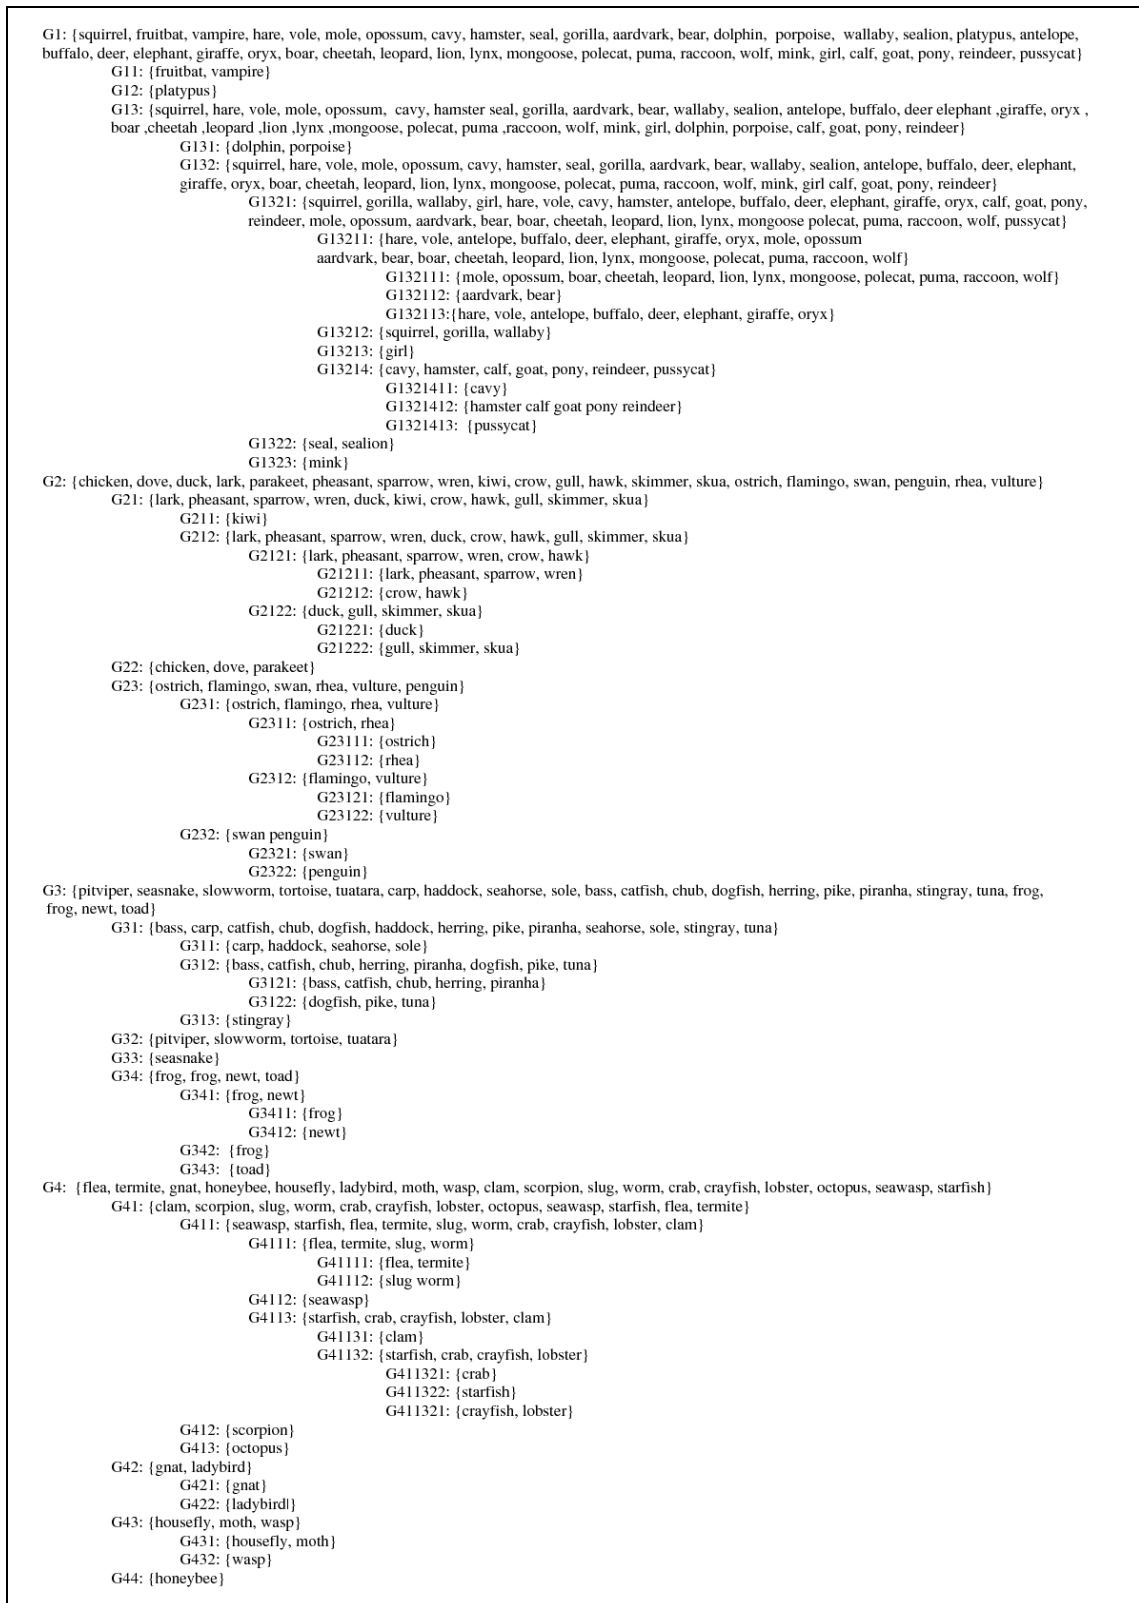 G1: {squirrel, fruitbat, vampire, hare, vole, mole, opossum, cavy, hamster, seal, gorilla, aardvark, bear, dolphin, porpoise, wallaby, sealion, platypus, antelope,
buffalo, deer, elephant, giraffe, oryx, boar, cheetah, leopard, lion, lynx, mongoose, polecat, puma, raccoon, wolf, mink, girl, calf, goat, pony, reindeer, pussycat}
G11: {fruitbat, vampire}
G12: {platypus}
G13: {squirrel, hare, vole, mole, opossum, cavy, hamster seal, gorilla, aardvark, bear, wallaby, sealion, antelope, buffalo, deer elephant ,giraffe, oryx ,
boar ,cheetah ,leopard ,lion ,lynx ,mongoose, polecat, puma ,raccoon, wolf, mink, girl, dolphin, porpoise, calf, goat, pony, reindeer}
G131: {dolphin, porpoise}
G132: {squirrel, hare, vole, mole, opossum, cavy, hamster, seal, gorilla, aardvark, bear, wallaby, sealion, antelope, buffalo, deer, elephant,
giraffe, oryx, boar, cheetah, leopard, lion, lynx, mongoose, polecat, puma, raccoon, wolf, mink, girl calf, goat, pony, reindeer}
G1321: {squirrel, gorilla, wallaby, girl, hare, vole, cavy, hamster, antelope, buffalo, deer, elephant, giraffe, oryx, calf, goat, pony,
reindeer, mole, opossum, aardvark, bear, boar, cheetah, leopard, lion, lynx, mongoose polecat, puma, raccoon, wolf, pussycat}
G13211: {hare, vole, antelope, buffalo, deer, elephant, giraffe, oryx, mole, opossum
aardvark, bear, boar, cheetah, leopard, lion, lynx, mongoose, polecat, puma, raccoon, wolf}
G132111: {mole, opossum, boar, cheetah, leopard, lion, lynx, mongoose, polecat, puma, raccoon, wolf}
G132112: {aardvark, bear}
G132113:{hare, vole, antelope, buffalo, deer, elephant, giraffe, oryx}
G13212: {squirrel, gorilla, wallaby}
G13213: {girl}
G13214: {cavy, hamster, calf, goat, pony, reindeer, pussycat}
G1321411: {cavy}
G1321412: {hamster calf goat pony reindeer}
G1321413: {pussycat}
G1322: {seal, sealion}
G1323: {mink}
G2: {chicken, dove, duck, lark, parakeet, pheasant, sparrow, wren, kiwi, crow, gull, hawk, skimmer, skua, ostrich, flamingo, swan, penguin, rhea, vulture}
G21: {lark, pheasant, sparrow, wren, duck, kiwi, crow, hawk, gull, skimmer, skua}
G211: {kiwi}
G212: {lark, pheasant, sparrow, wren, duck, crow, hawk, gull, skimmer, skua}
G2121: {lark, pheasant, sparrow, wren, crow, hawk}
G21211: {lark, pheasant, sparrow, wren}
G21212: {crow, hawk}
G2122: {duck, gull, skimmer, skua}
G21221: {duck}
G21222: {gull, skimmer, skua}
G22: {chicken, dove, parakeet}
G23: {ostrich, flamingo, swan, rhea, vulture, penguin}
G231: {ostrich, flamingo, rhea, vulture}
G2311: {ostrich, rhea}
G23111: {ostrich}
G23112: {rhea}
G2312: {flamingo, vulture}
G23121: {flamingo}
G23122: {vulture}
G232: {swan penguin}
G2321: {swan}
G2322: {penguin}
G3: {pitviper, seasnake, slowworm, tortoise, tuatara, carp, haddock, seahorse, sole, bass, catfish, chub, dogfish, herring, pike, piranha, stingray, tuna, frog,
frog, newt, toad}
G31: {bass, carp, catfish, chub, dogfish, haddock, herring, pike, piranha, seahorse, sole, stingray, tuna}
G311: {carp, haddock, seahorse, sole}
G312: {bass, catfish, chub, herring, piranha, dogfish, pike, tuna}
G3121: {bass, catfish, chub, herring, piranha}
G3122: {dogfish, pike, tuna}
G313: {stingray}
G32: {pitviper, slowworm, tortoise, tuatara}
G33: {seasnake}
G34: {frog, frog, newt, toad}
G341: {frog, newt}
G3411: {frog}
G3412: {newt}
G342: {frog}
G343: {toad}
G4: {flea, termite, gnat, honeybee, housefly, ladybird, moth, wasp, clam, scorpion, slug, worm, crab, crayfish, lobster, octopus, seawasp, starfish}
G41: {clam, scorpion, slug, worm, crab, crayfish, lobster, octopus, seawasp, starfish, flea, termite}
G411: {seawasp, starfish, flea, termite, slug, worm, crab, crayfish, lobster, clam}
G4111: {flea, termite, slug, worm}
G41111: {flea, termite}
G41112: {slug worm}
G4112: {seawasp}
G4113: {starfish, crab, crayfish, lobster, clam}
G41131: {clam}
G41132: {starfish, crab, crayfish, lobster}
G411321: {crab}
G411322: {starfish}
G411321: {crayfish, lobster}
G412: {scorpion}
G413: {octopus}
G42: {gnat, ladybird}
G421: {gnat}
G422: {ladybird|}
G43: {housefly, moth, wasp}
G431: {housefly, moth}
G432: {wasp}
G44: {honeybee}